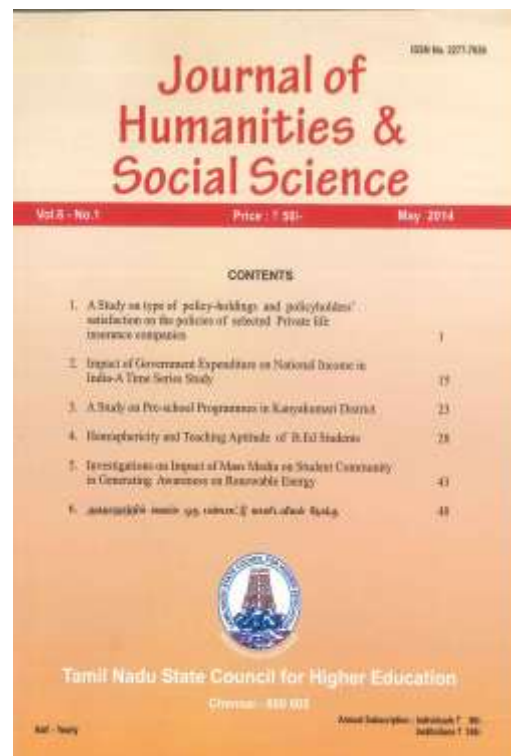 ISSN No. 2277-7636
Journal of
Humanities &
Social Science
Vol.8 - No.1 Price : ₹ 50/- May 2014
CONTENTS
1. A Study on type of policy-holdings and policyholders'
satisfaction on the policies of selected Private life
insurance companies 1
2. Impact of Government Expenditure on National Income in
India-A Time Series Study 15
3. A Study on Pre-school Programmes in Kanyakumari District 23
4. Hemisphericity and Teaching Aptitude of B.Ed Students 28
5. Investigations on Impact of Mass Media on Student Community
in Generating Awareness on Renewable Energy 43
6. 48
Tamil Nadu State Council for Higher Education
Chennai - 600 005
Annual Subscription : Individuals ₹
Half - Yearly Institutions ₹